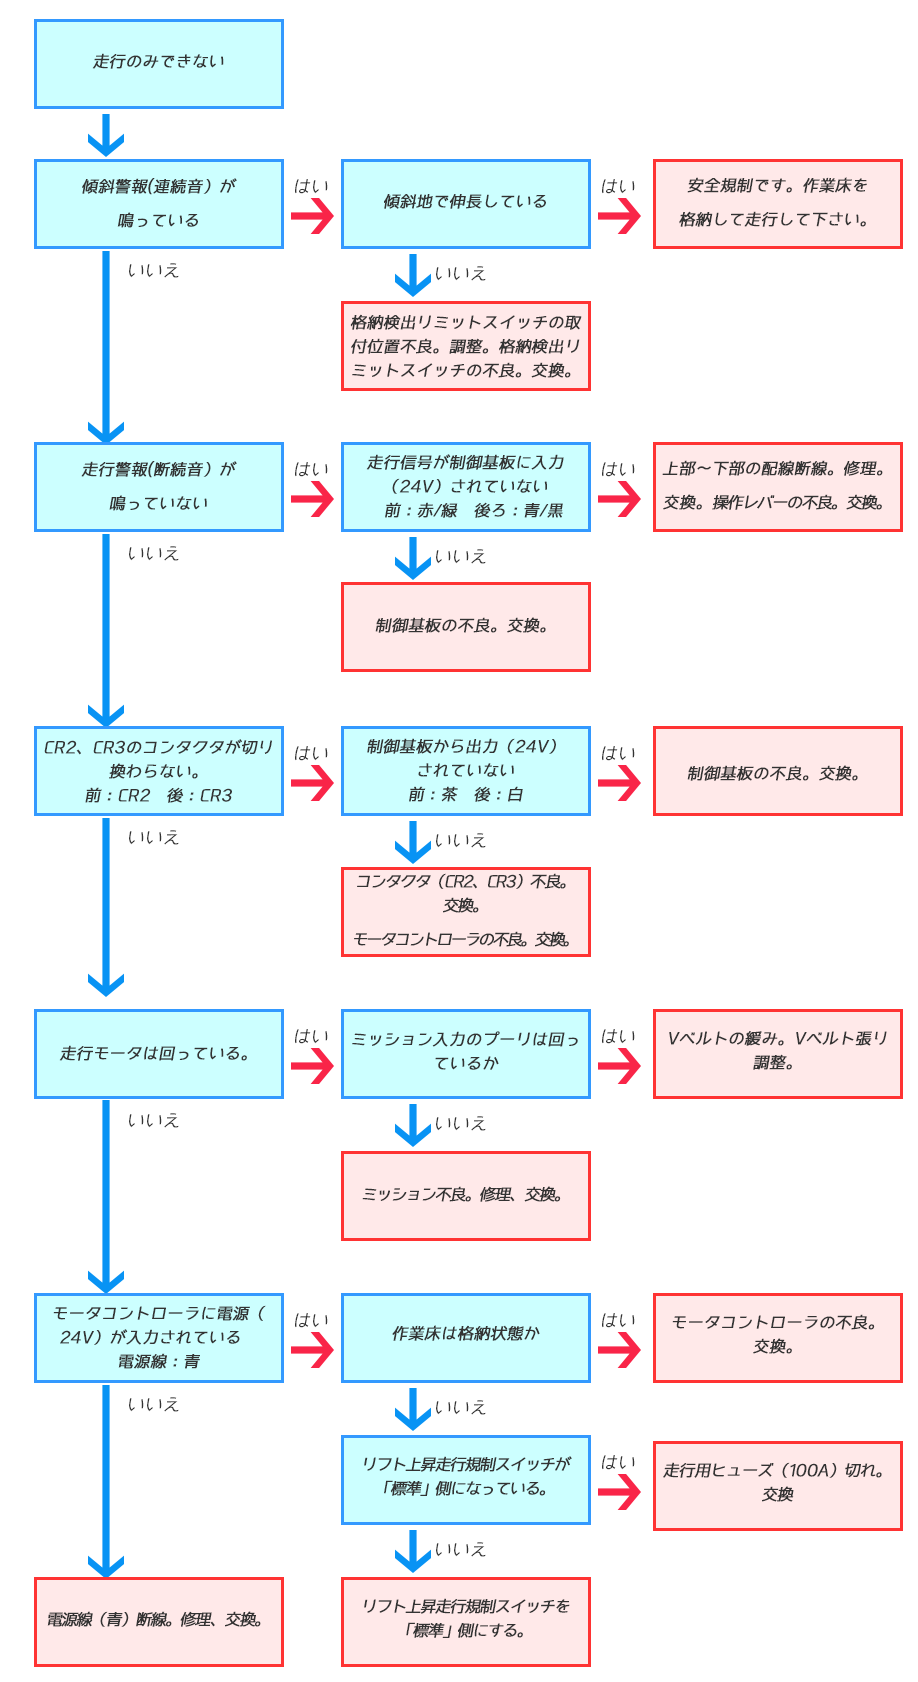 走行のみできない
傾斜警報(連続音）が
鳴っている
はい
傾斜地で伸長している
はい
安全規制です。作業床を
格納して走行して下さい。
いいえ
いいえ
格納検出リミットスイッチの取
付位置不良。調整。格納検出リ
ミットスイッチの不良。交換。
走行警報(断続音）が
鳴っていない
はい
走行信号が制御基板に入力
（24V）されていない
前：赤/緑　後ろ：青/黒
はい
上部～下部の配線断線。修理。
交換。操作レバーの不良。交換。
いいえ
いいえ
制御基板の不良。交換。
CR2、CR3のコンタクタが切り
換わらない。
前：CR2　後：CR3
はい
制御基板から出力（24V）
されていない
前：茶　後：白
はい
制御基板の不良。交換。
いいえ
いいえ
コンタクタ（CR2、CR3）不良。
交換。
モータコントローラの不良。交換。
走行モータは回っている。
はい
ミッション入力のプーリは回っ
ているか
はい
Vベルトの緩み。Vベルト張り
調整。
いいえ
いいえ
ミッション不良。修理、交換。
モータコントローラに電源（
24V）が入力されている
電源線：青
はい
作業床は格納状態か
はい
モータコントローラの不良。
交換。
いいえ
いいえ
リフト上昇走行規制スイッチが
「標準」側になっている。
はい
走行用ヒューズ（100A）切れ。
交換
いいえ
電源線（青）断線。修理、交換。
リフト上昇走行規制スイッチを
「標準」側にする。